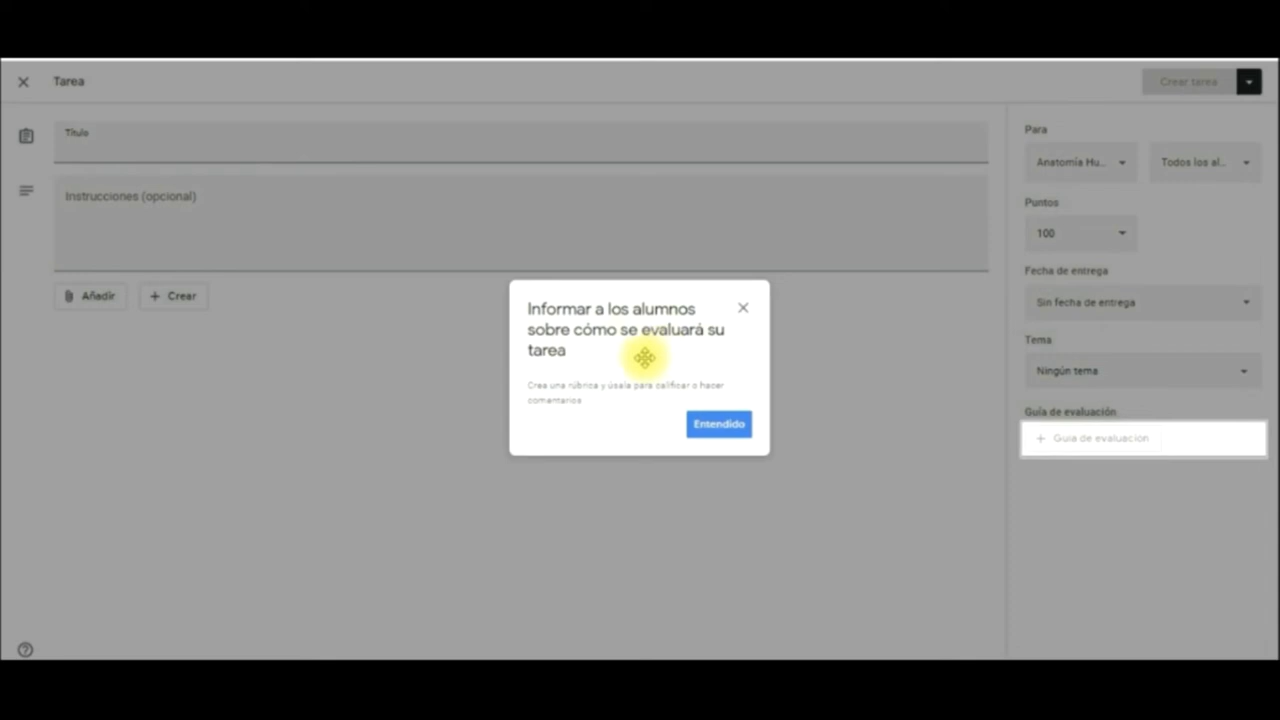 Tarea
Crear tarea
Título
Instrucciones (opcional)
Añadir
Crear
Para
Anatomía Hu...
Todos los al...
Puntos
100
Fecha de entrega
Sin fecha de entrega
Tema
Ningún tema
Guía de evaluación
Guía de evaluación
Informar a los alumnos
sobre cómo se evaluará su
tarea
Crea una rúbrica y úsala para calificar o hacer
comentarios
Entendido